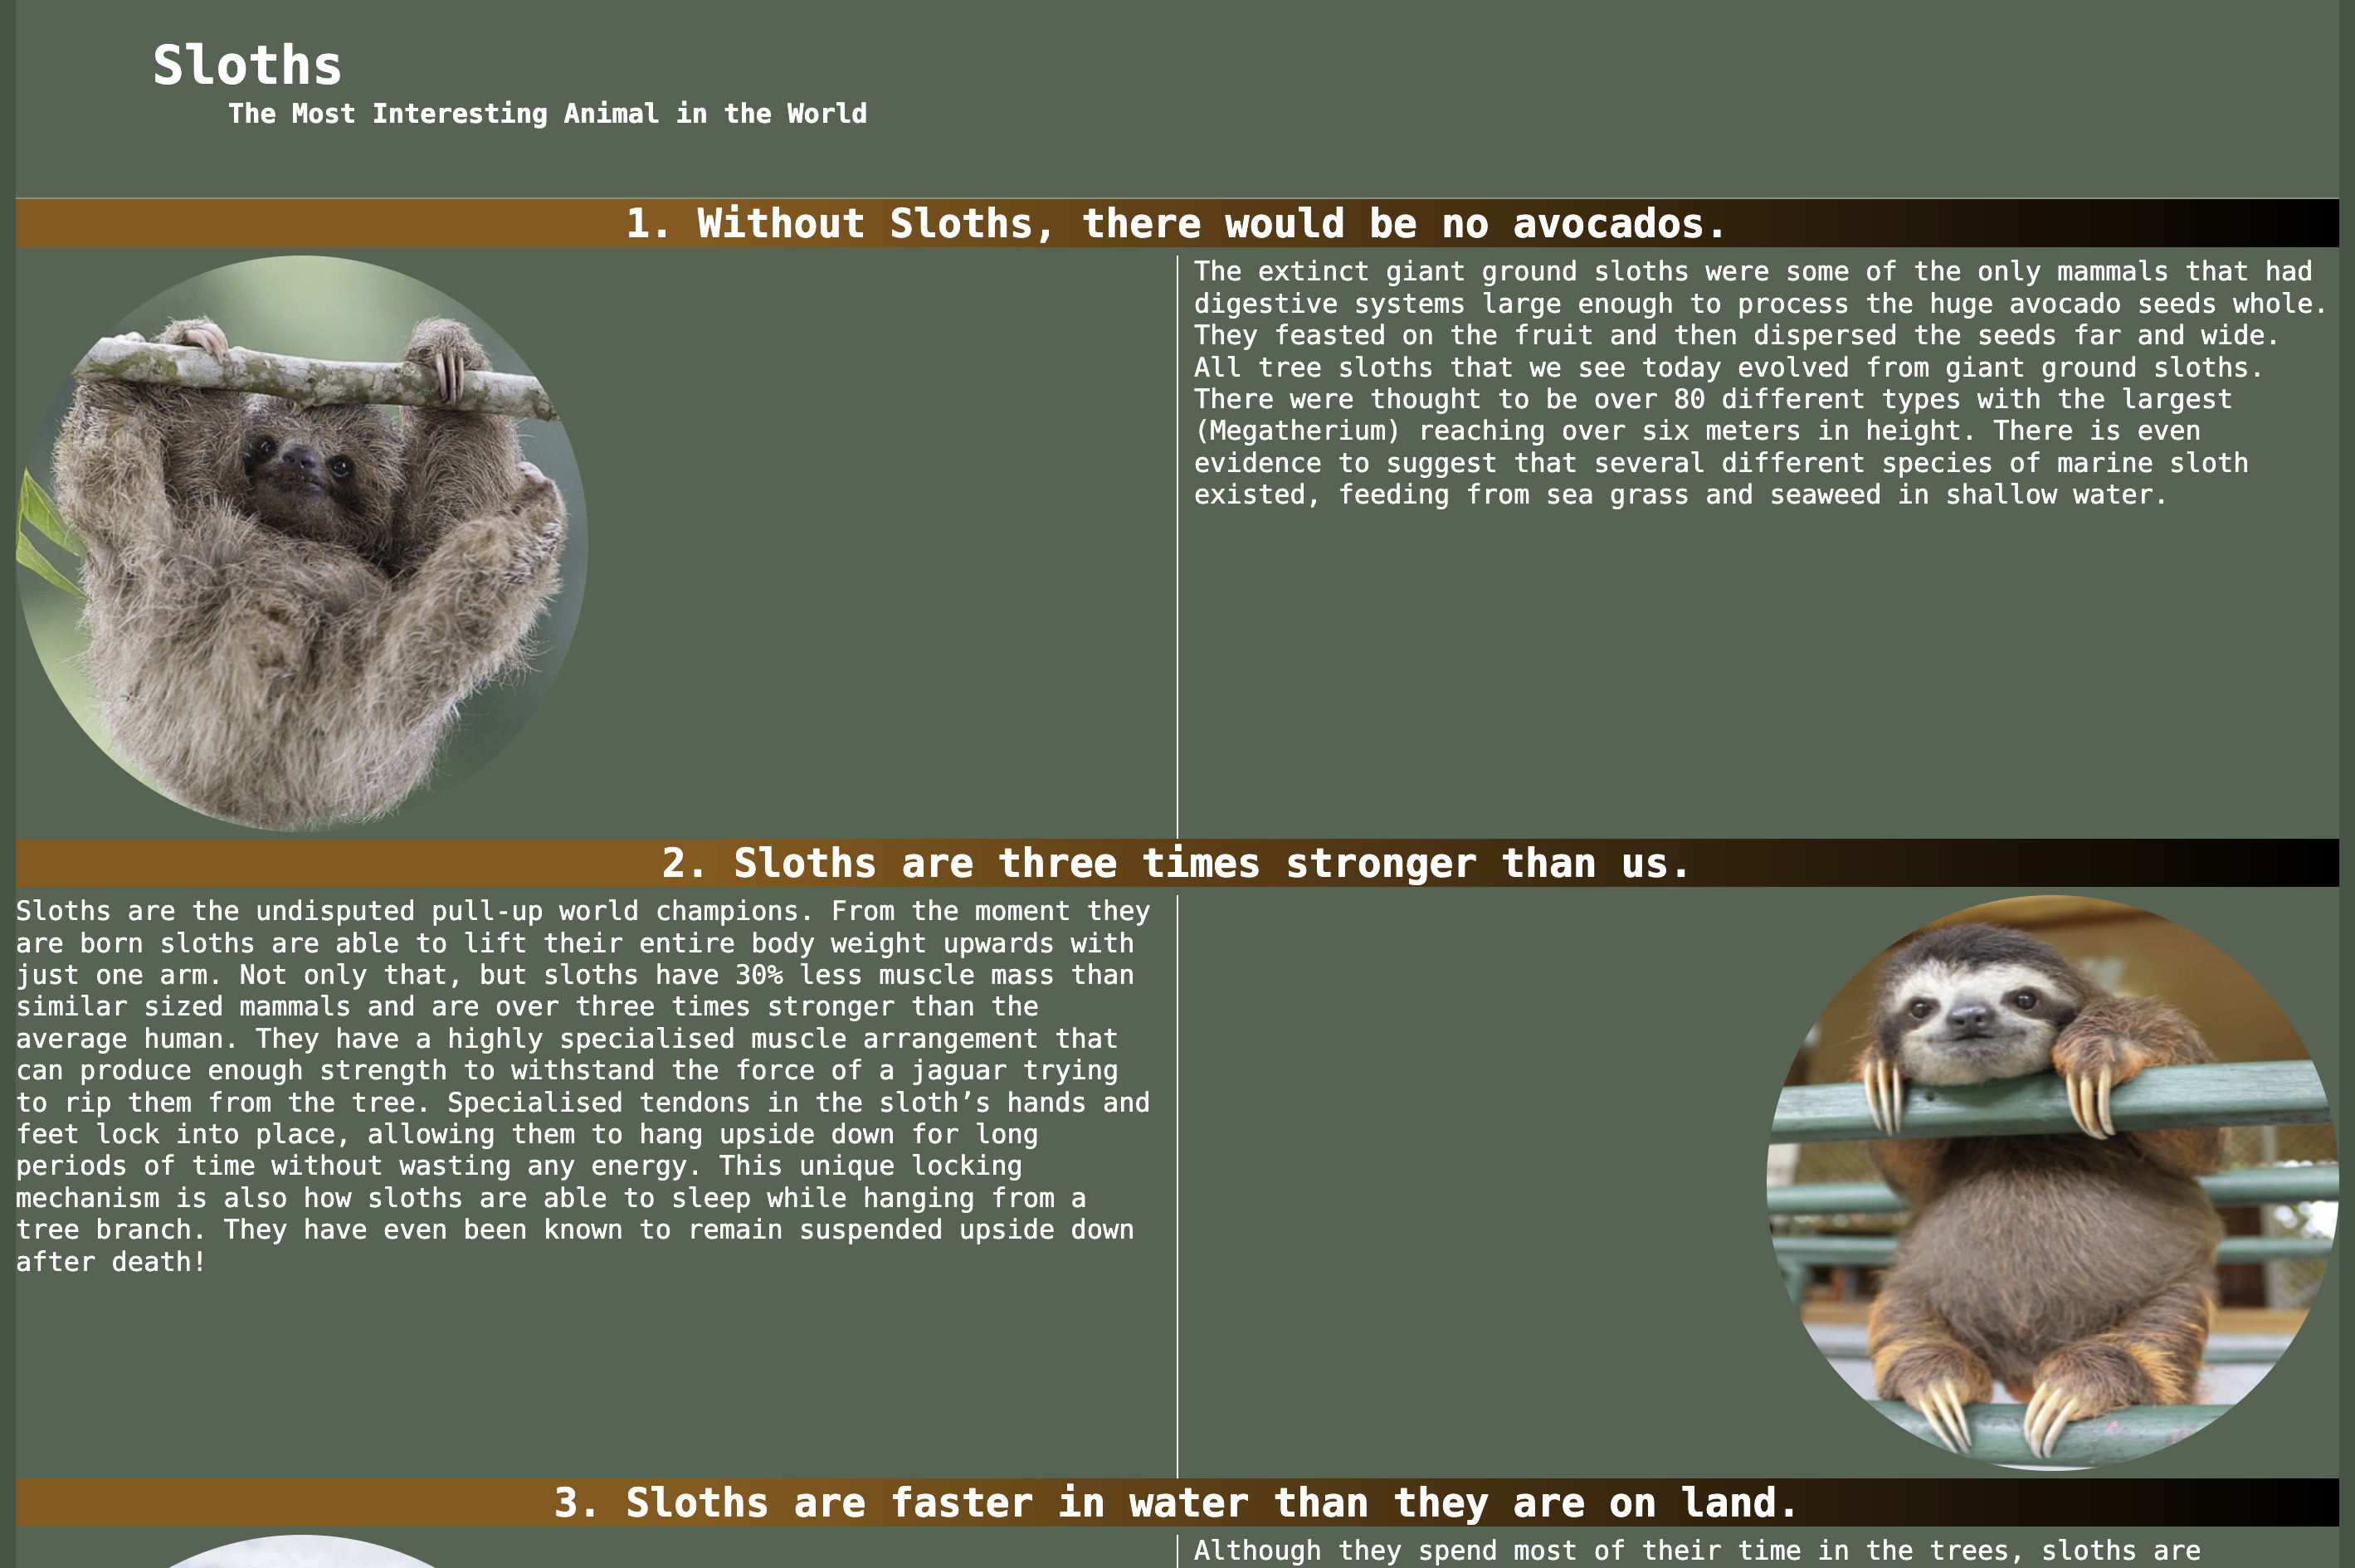 Sloths
The Most Interesting Animal in the World
1. Without Sloths, there would be no avocados.
The extinct giant ground sloths were some of the only mammals that had
digestive systems large enough to process the huge avocado seeds whole.
They feasted on the fruit and then dispersed the seeds far and wide.
All tree sloths that we see today evolved from giant ground sloths.
There were thought to be over 80 different types with the largest
(Megatherium) reaching over six meters in height. There is even
evidence to suggest that several different species of marine sloth
existed, feeding from sea grass and seaweed in shallow water.
2. Sloths are three times stronger than us.
Sloths are the undisputed pull-up world champions. From the moment they
are born sloths are able to lift their entire body weight upwards with
just one arm. Not only that, but sloths have 30% less muscle mass than
similar sized mammals and are over three times stronger than the
average human. They have a highly specialised muscle arrangement that
can produce enough strength to withstand the force of a jaguar trying
to rip them from the tree. Specialised tendons in the sloth’s hands and
feet lock into place, allowing them to hang upside down for long
periods of time without wasting any energy. This unique locking
mechanism is also how sloths are able to sleep while hanging from a
tree branch. They have even been known to remain suspended upside down
after death!
3. Sloths are faster in water than they are on land.
Although they spend most of their time in the trees, sloths are